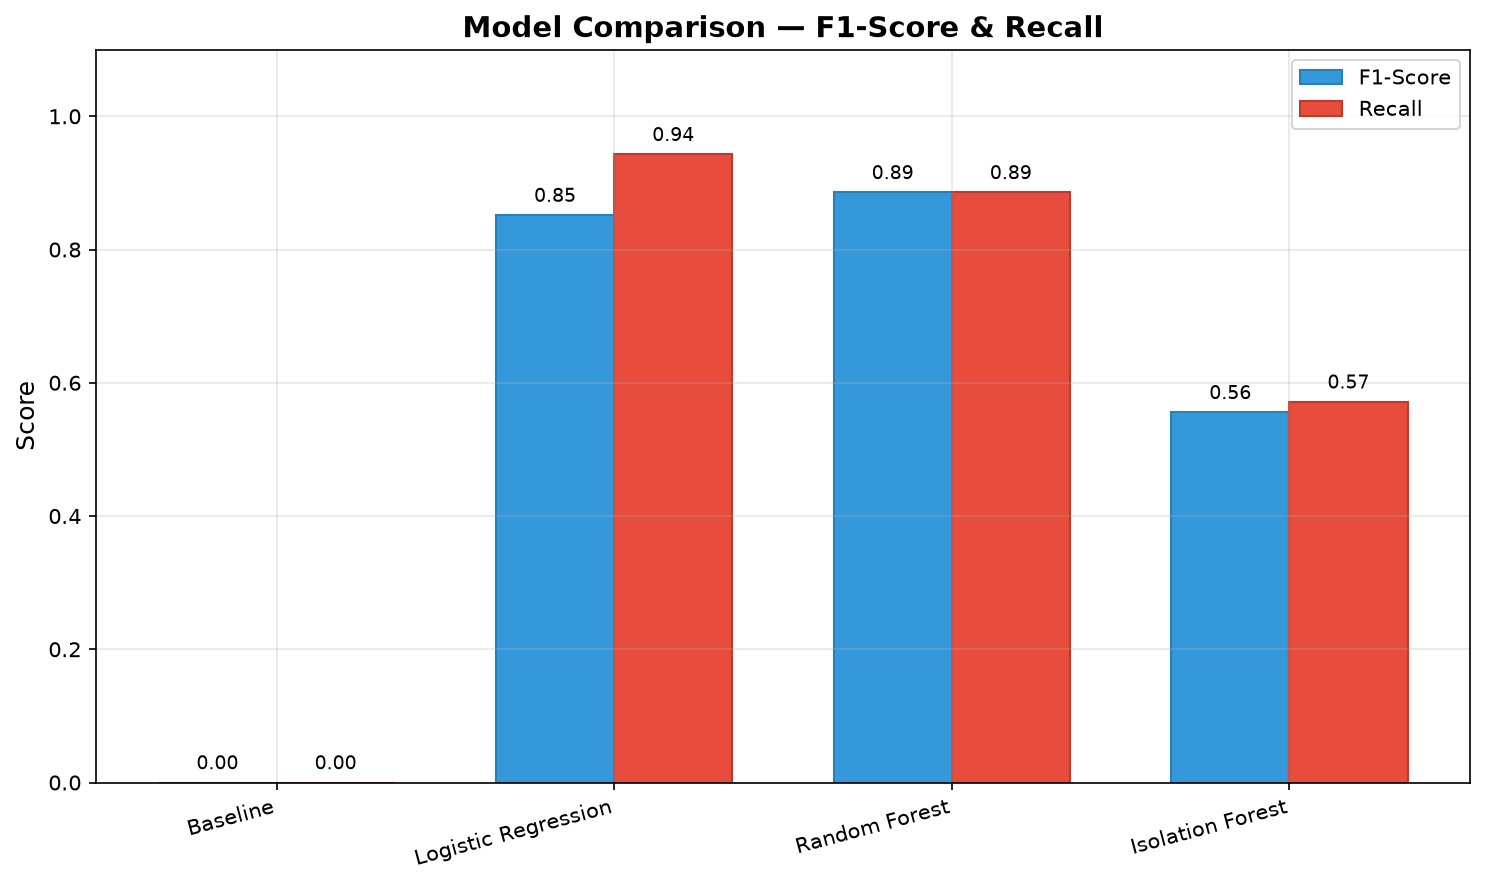 Model Comparison — F1-Score & Recall
F1-Score
Recall
Score
1.0
0.8
0.6
0.4
0.2
0.0
0.00
0.00
0.85
0.94
0.89
0.89
0.56
0.57
Baseline
Logistic Regression
Random Forest
Isolation Forest